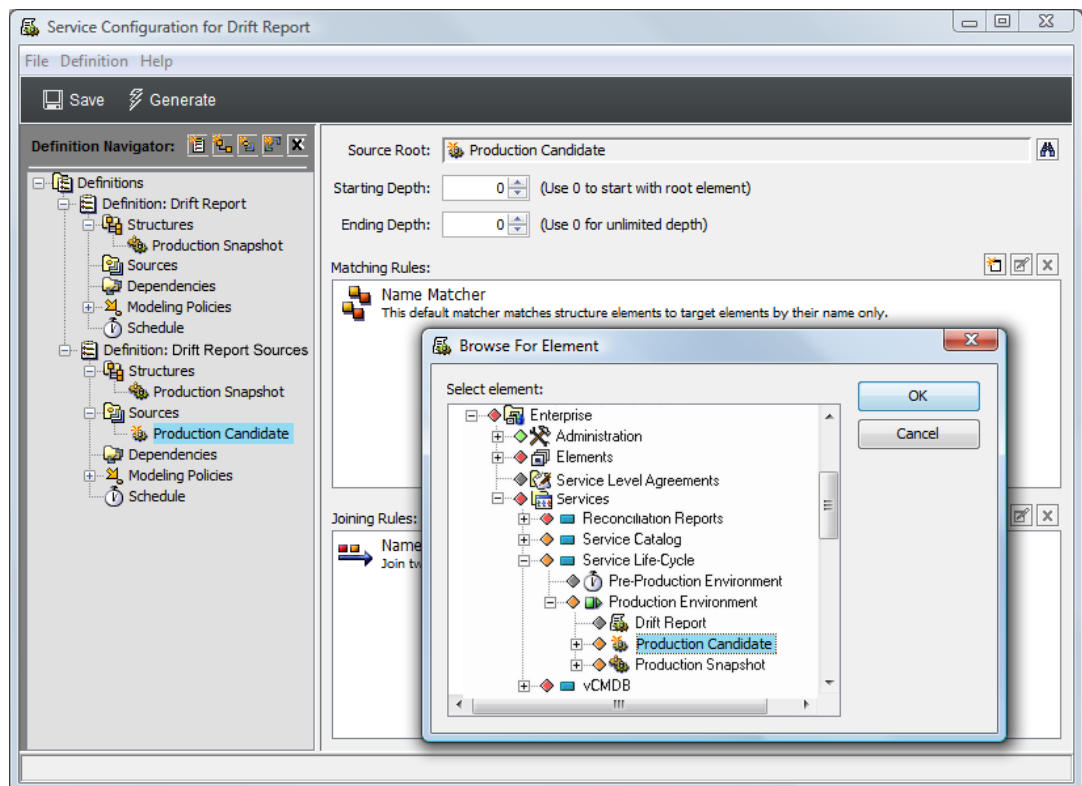 Service Configuration for Drift Report
File Definition Help
Save Generate
Definition Navigator:
Definitions
Definition: Drift Report
Structures
Production Snapshot
Sources
Dependencies
Modeling Policies
Schedule
Definition: Drift Report Sources
Structures
Production Snapshot
Sources
Production Candidate
Dependencies
Modeling Policies
Schedule
Source Root: Production Candidate
Starting Depth: 0 (Use 0 to start with root element)
Ending Depth: 0 (Use 0 for unlimited depth)
Matching Rules:
Name Matcher
This default matcher matches structure elements to target elements by their name only.
Joining Rules:
Name
Join tw
Browse For Element
Select element:
Enterprise
Administration
Elements
Service Level Agreements
Services
Reconciliation Reports
Service Catalog
Service Life-Cycle
Pre-Production Environment
Production Environment
Drift Report
Production Candidate
Production Snapshot
vCMDB
OK
Cancel